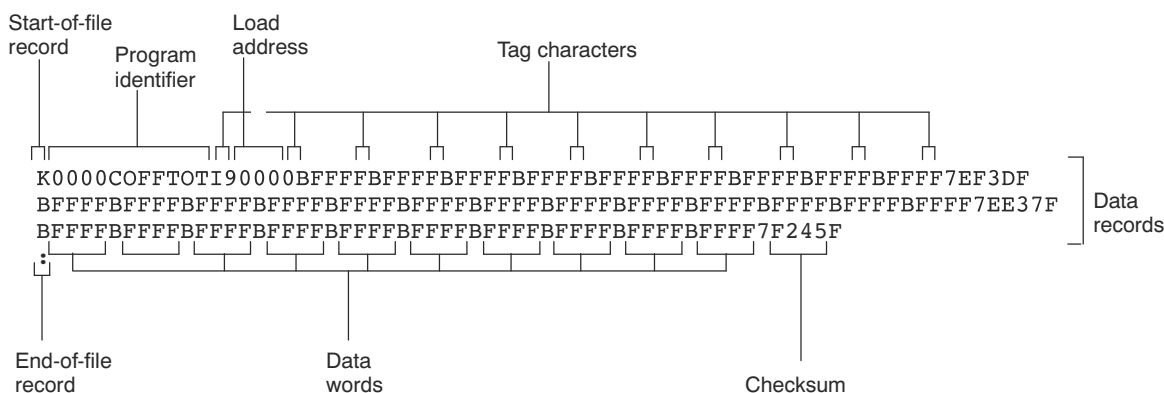 Start-of-file
record
Program
identifier
Load
address
Tag characters
K0000COFFTOTI90000BFFFFBFFFFBFFFFBFFFFBFFFFBFFFFBFFFFBFFFFBFFFF7EF3DF
BFFFFBFFFFBFFFFBFFFFBFFFFBFFFFBFFFFBFFFFBFFFFBFFFFBFFFFBFFFFBFFFF7EE37F
BFFFFBFFFFBFFFFBFFFFBFFFFBFFFFBFFFFBFFFFBFFFFBFFFF7F245F
:
Data
records
End-of-file
record
Data
words
Checksum